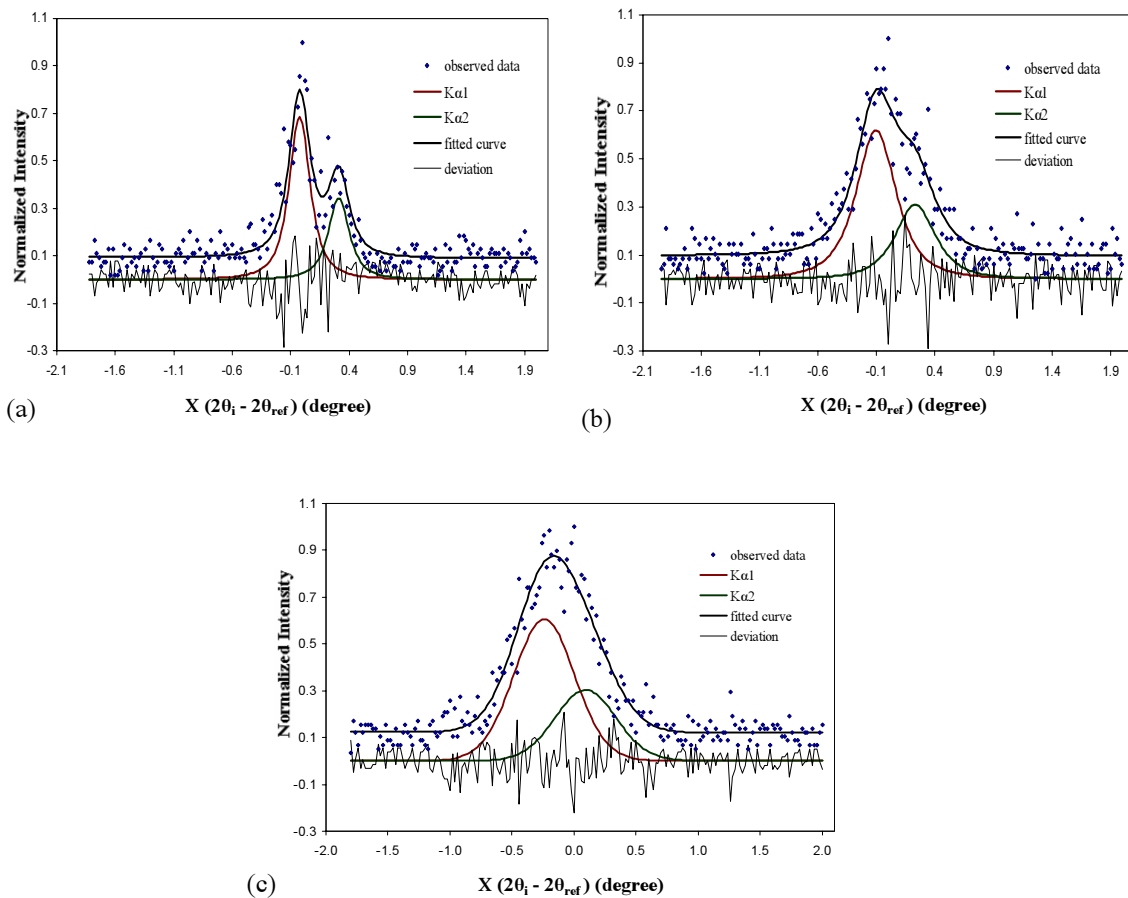 1.1
0.9
0.7
0.5
0.3
0.1
-0.1
-0.3
Normalized Intensity
observed data
Kα1
Kα2
fitted curve
deviation
-2.1 -1.6 -1.1 -0.6 -0.1 0.4 0.9 1.4 1.9
X (2θi - 2θref ) (degree)
(a)
1.1
0.9
0.7
0.5
0.3
0.1
-0.1
-0.3
Normalized Intensity
observed data
Kα1
Kα2
fitted curve
deviation
-2.1 -1.6 -1.1 -0.6 -0.1 0.4 0.9 1.4 1.9
X (2θi - 2θref ) (degree)
(b)
1.1
0.9
0.7
0.5
0.3
0.1
-0.1
-0.3
Normalized Intensity
observed data
Kα1
Kα2
fitted curve
deviation
-2.0 -1.5 -1.0 -0.5 0.0 0.5 1.0 1.5 2.0
X (2θi - 2θref ) (degree)
(c)